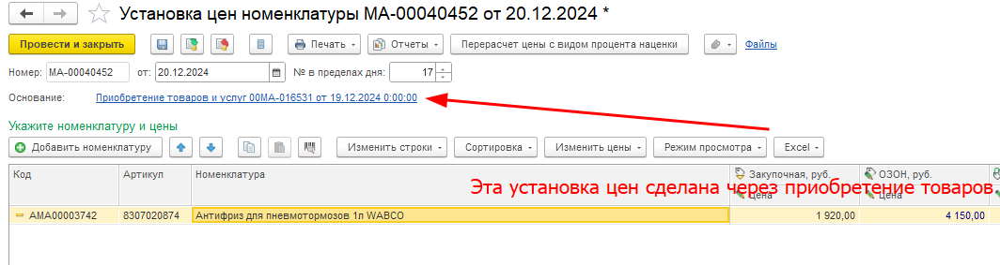 Установка цен номенклатуры МА-00040452 от 20.12.2024 *
Провести и закрыть Печать Отчеты Перерасчет цены с видом процента наценки Файлы
Номер: МА-00040452 от: 20.12.2024 № в пределах дня: 17
Основание: Приобретение товаров и услуг 00МА-016531 от 19.12.2024 0:00:00
Укажите номенклатуру и цены
Добавить номенклатуру Изменить строки Сортировка Изменить цены Режим просмотра Excel
Код Артикул Номенклатура Закупочная, руб. ОЗОН, руб.
Эта установка цен сделана через приобретение товаров.
Цена Цена
АМА00003742 8307020874 Антифриз для пневмотормозов 1л WABCO 1 920,00 4 150,00